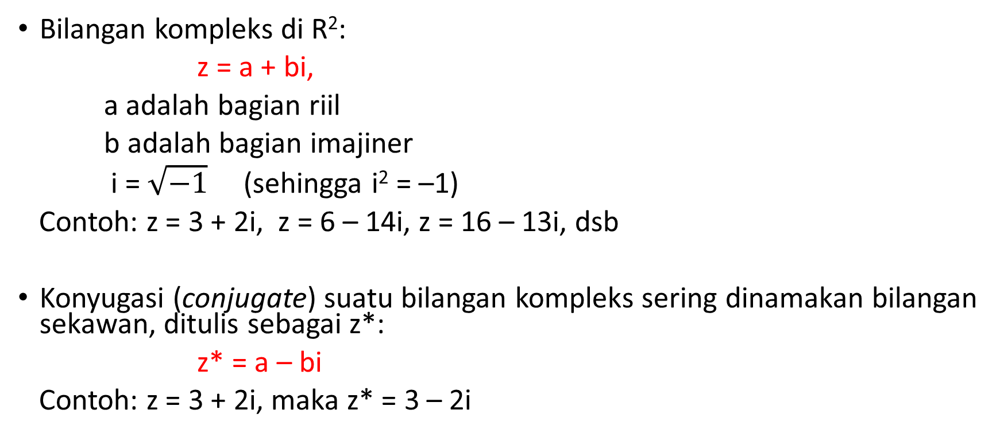 • Bilangan kompleks di R²:
z = a + bi,
a adalah bagian riil
b adalah bagian imajiner
i = √−1 (sehingga i² = –1)
Contoh: z = 3 + 2i, z = 6 – 14i, z = 16 – 13i, dsb
• Konyugasi (conjugate) suatu bilangan kompleks sering dinamakan bilangan
sekawan, ditulis sebagai z*:
z* = a – bi
Contoh: z = 3 + 2i, maka z* = 3 – 2i